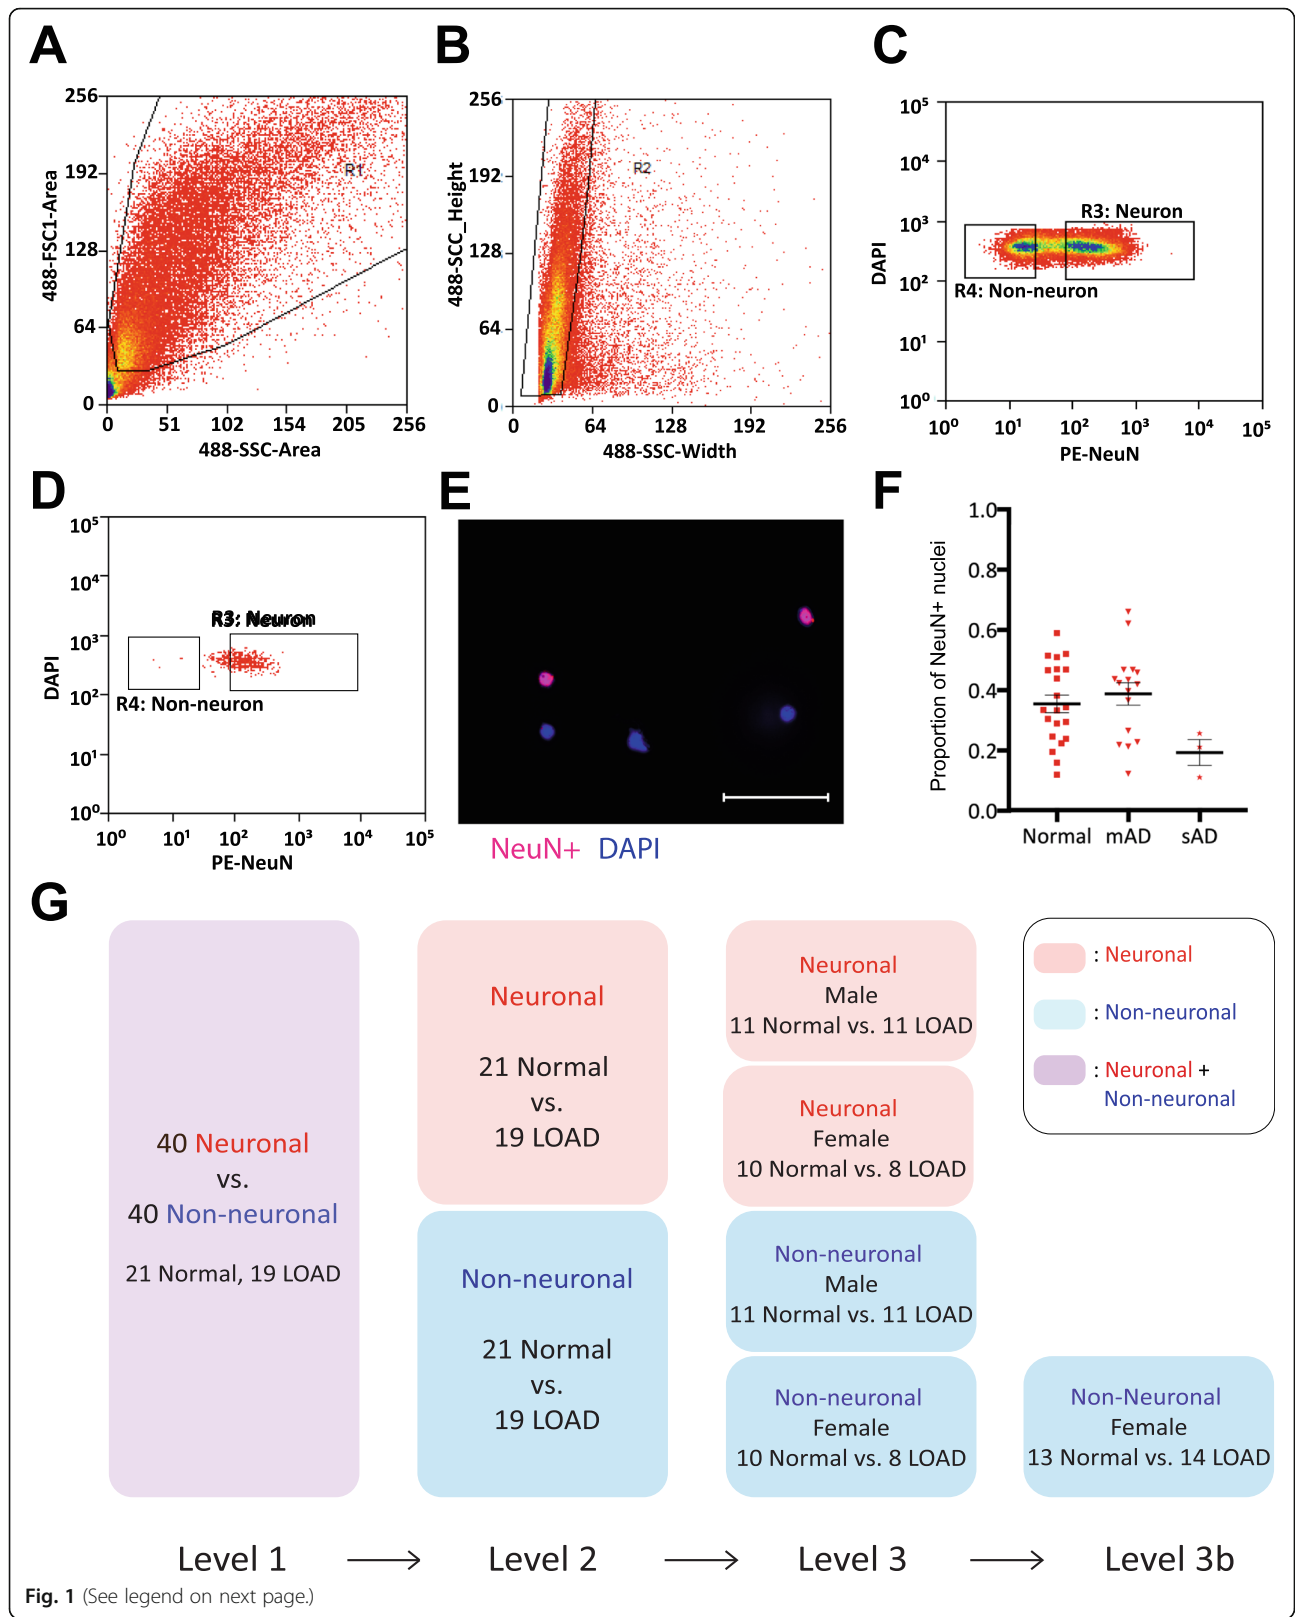 A
256
192
128
64
0
0 51 102 154 205 256
488-FSC1-Area
488-SSC-Area
R1
B
256
192
128
64
0
0 64 128 192 256
488-SCC_Height
488-SSC-Width
R2
C
10⁵
10⁴
10³
10²
10¹
10⁰
10⁰ 10¹ 10² 10³ 10⁴ 10⁵
DAPI
PE-NeuN
R3: Neuron
R4: Non-neuron
D
10⁵
10⁴
10³
10²
10¹
10⁰
10⁰ 10¹ 10² 10³ 10⁴ 10⁵
DAPI
PE-NeuN
R3: Neuron
R3: Neuron
R4: Non-neuron
E
NeuN+ DAPI
F
1.0
0.8
0.6
0.4
0.2
0.0
Proportion of NeuN+ nuclei
Normal mAD sAD
G
40 Neuronal
vs.
40 Non-neuronal
21 Normal, 19 LOAD
Neuronal
21 Normal
vs.
19 LOAD
Non-neuronal
21 Normal
vs.
19 LOAD
Neuronal
Male
11 Normal vs. 11 LOAD
Neuronal
Female
10 Normal vs. 8 LOAD
Non-neuronal
Male
11 Normal vs. 11 LOAD
Non-neuronal
Female
10 Normal vs. 8 LOAD
: Neuronal
: Non-neuronal
: Neuronal +
Non-neuronal
Non-Neuronal
Female
13 Normal vs. 14 LOAD
Level 1 → Level 2 → Level 3 → Level 3b
Fig. 1 (See legend on next page.)